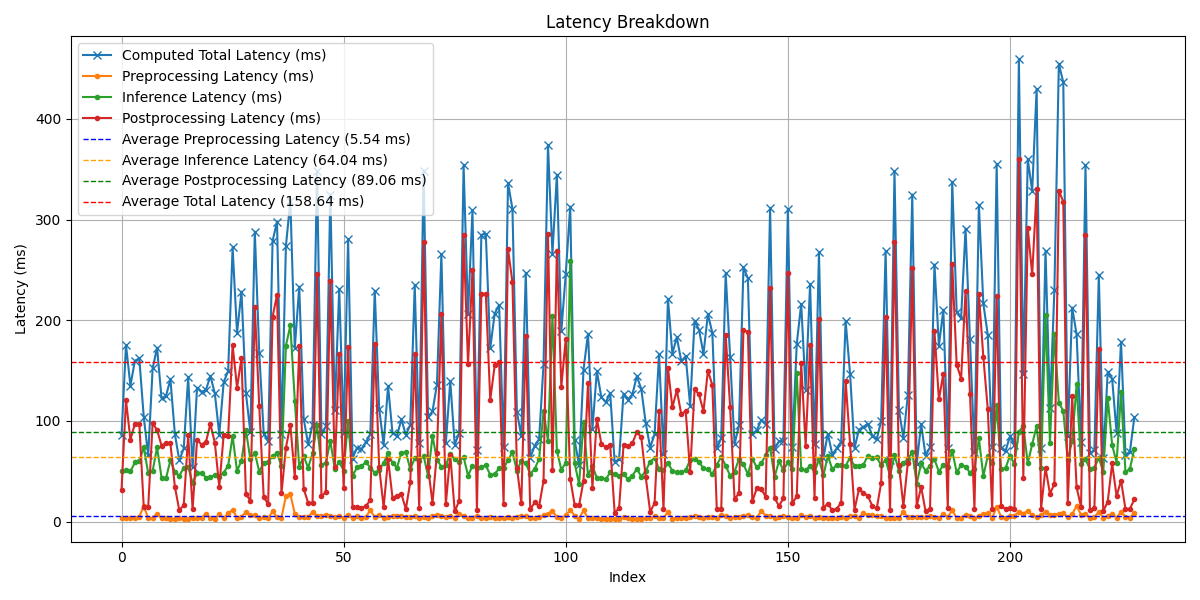 Latency Breakdown
Computed Total Latency (ms)
Preprocessing Latency (ms)
Inference Latency (ms)
Postprocessing Latency (ms)
Average Preprocessing Latency (5.54 ms)
Average Inference Latency (64.04 ms)
Average Postprocessing Latency (89.06 ms)
Average Total Latency (158.64 ms)
Latency (ms)
400
300
200
100
0
0 50 100 150 200
Index